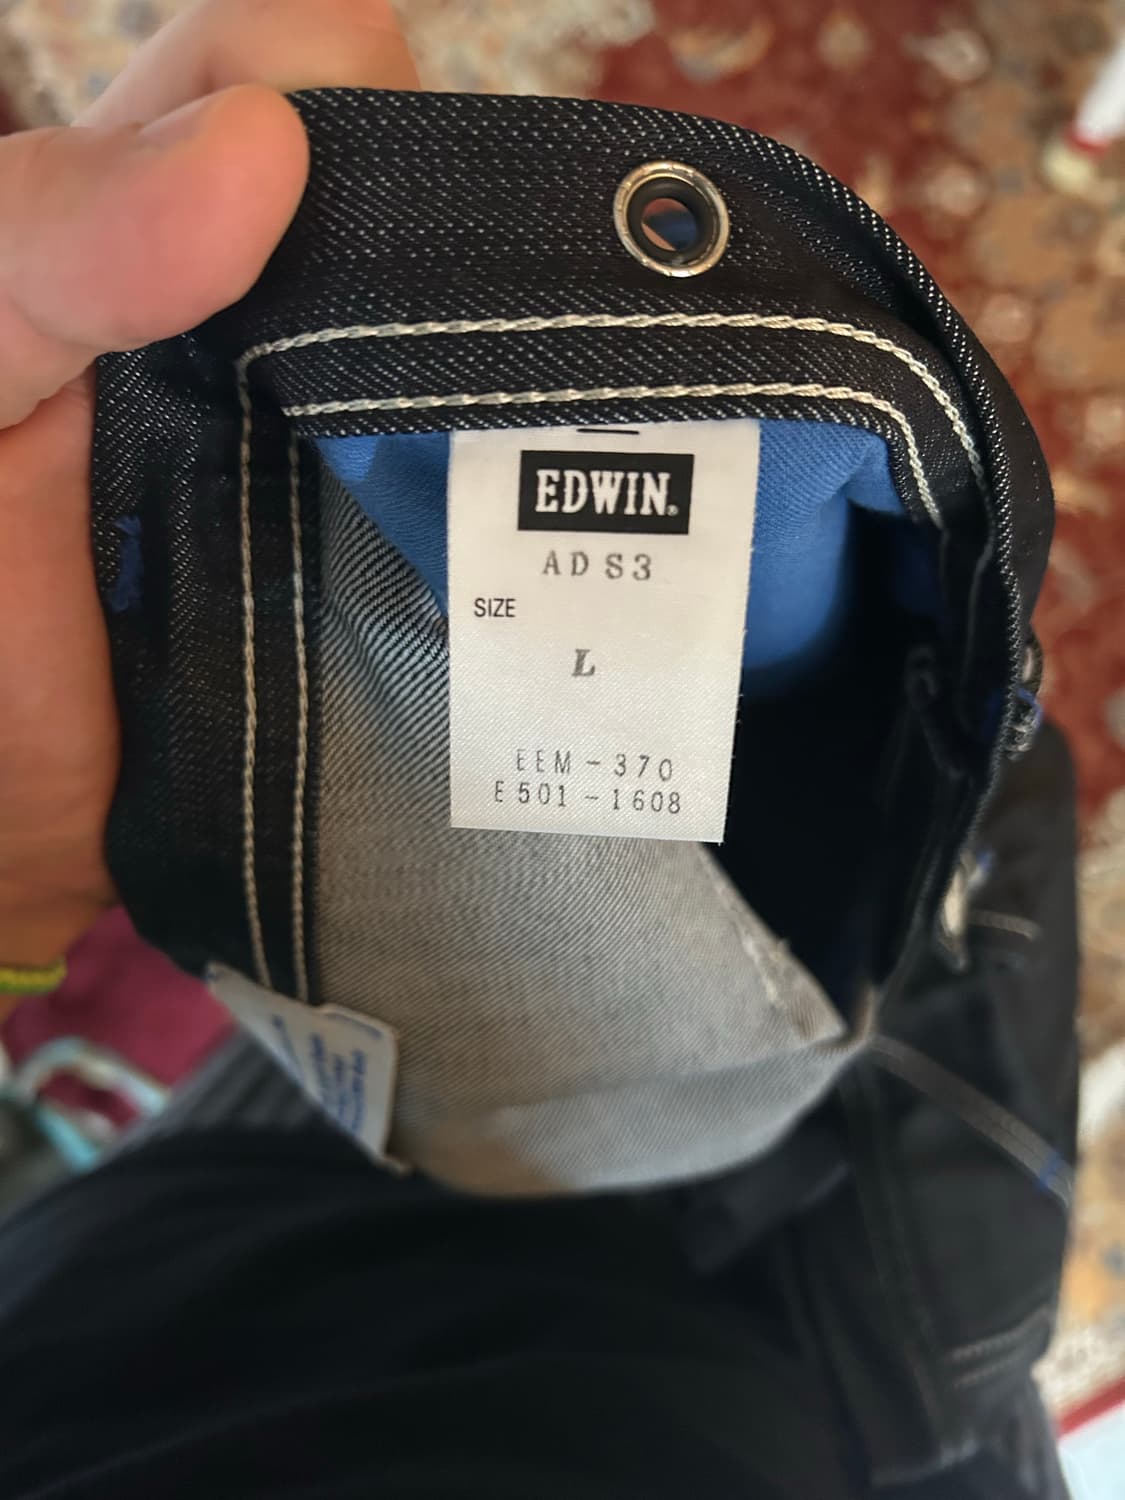 EDWIN®
AD S3
SIZE
L
EEM-370
E501-1608